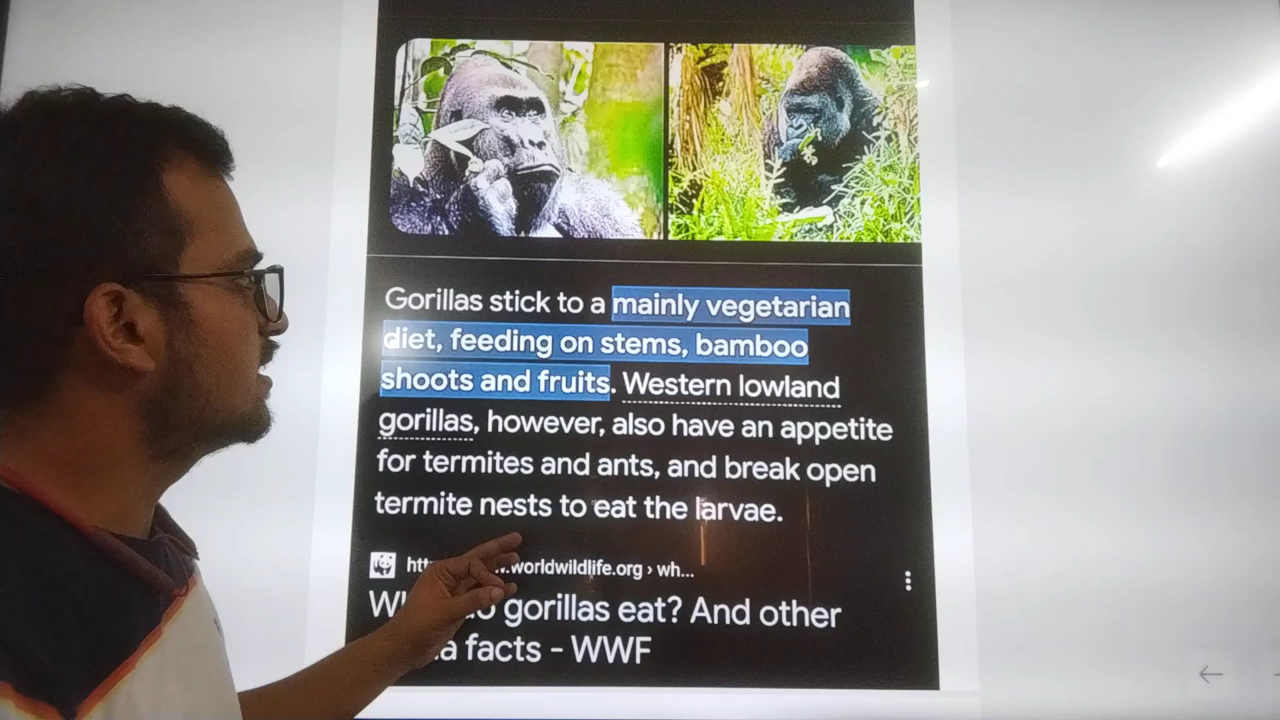 Gorillas stick to a mainly vegetarian
diet, feeding on stems, bamboo
shoots and fruits. Western lowland
gorillas, however, also have an appetite
for termites and ants, and break open
termite nests to eat the larvae.
.worldwildlife.org › wh...
gorillas eat? And other
facts - WWF